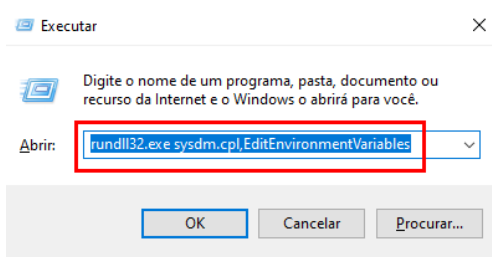 Executar
Digite o nome de um programa, pasta, documento ou
recurso da Internet e o Windows o abrirá para você.
Abrir: rundll32.exe sysdm.cpl,EditEnvironmentVariables
OK Cancelar Procurar...